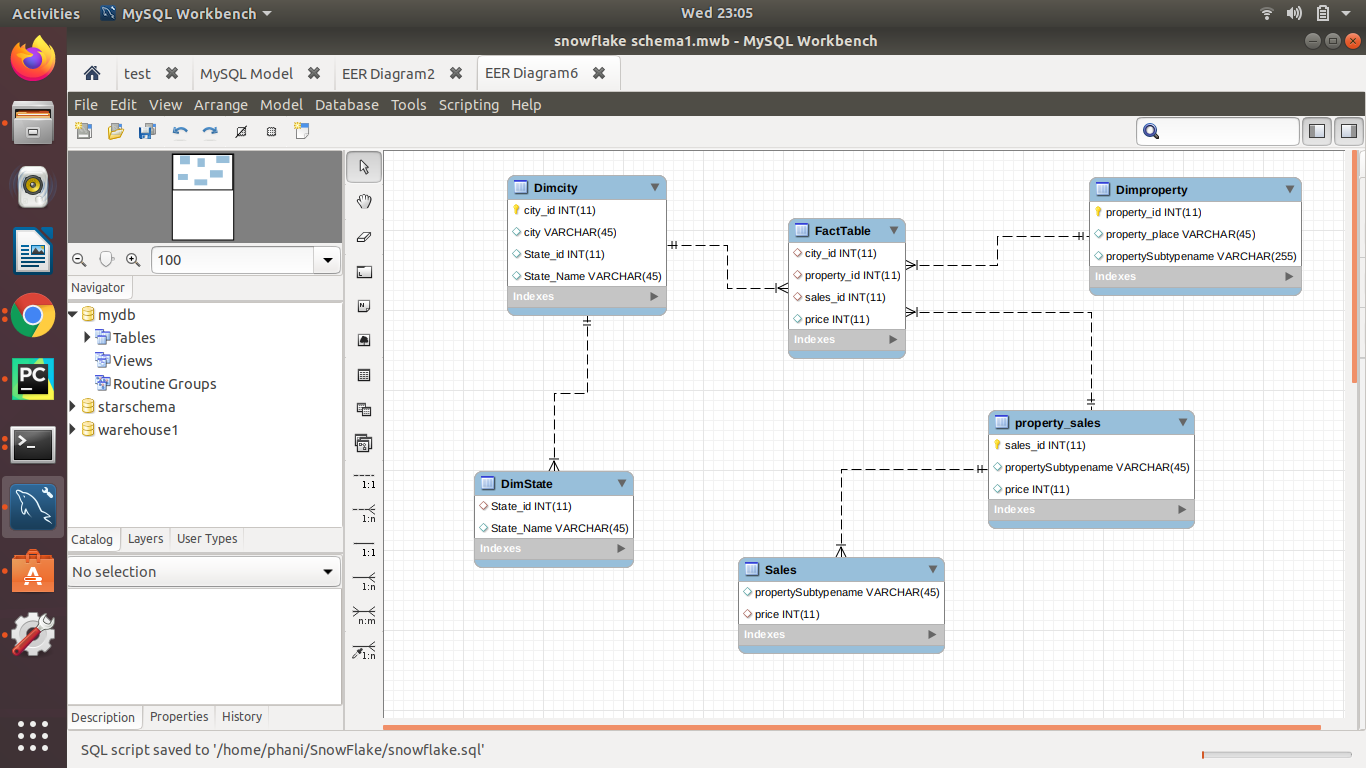 Activities MySQL Workbench Wed 23:05
snowflake schema1.mwb - MySQL Workbench
test MySQL Model EER Diagram2 EER Diagram6
File Edit View Arrange Model Database Tools Scripting Help
100
Navigator
mydb
Tables
Views
Routine Groups
starschema
warehouse1
Catalog Layers User Types
No selection
Description Properties History
1:1
1:n
1:1
1:n
n:m
1:n
PC
Dimcity
city_id INT(11)
city VARCHAR(45)
State_id INT(11)
State_Name VARCHAR(45)
Indexes
FactTable
city_id INT(11)
property_id INT(11)
sales_id INT(11)
price INT(11)
Indexes
Dimproperty
property_id INT(11)
property_place VARCHAR(45)
propertySubtypename VARCHAR(255)
Indexes
property_sales
sales_id INT(11)
propertySubtypename VARCHAR(45)
price INT(11)
Indexes
DimState
State_id INT(11)
State_Name VARCHAR(45)
Indexes
Sales
propertySubtypename VARCHAR(45)
price INT(11)
Indexes
SQL script saved to '/home/phani/SnowFlake/snowflake.sql'